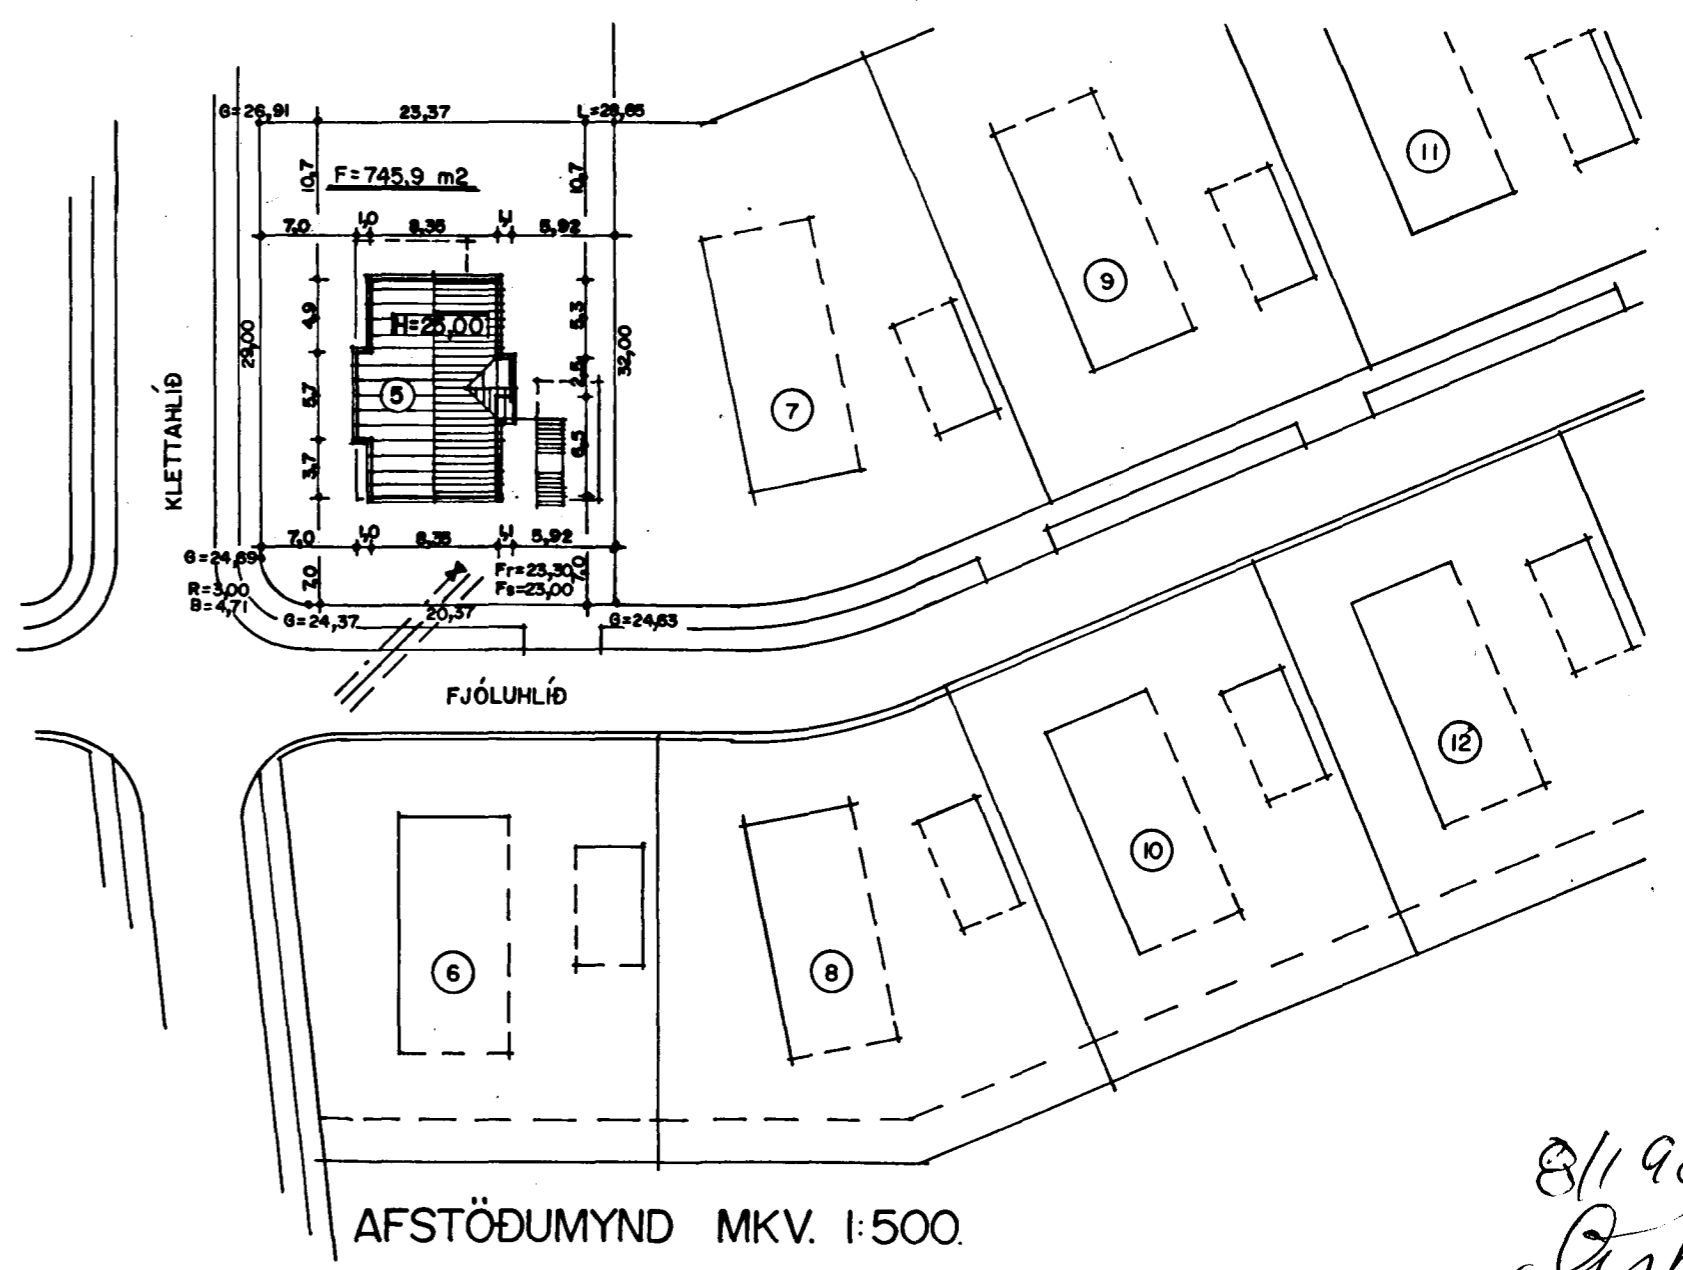 G=26,91 23,37 L=28,65
10,7 F=745,9 m2 10,7
7,0 1,0 8,35 1,1 5,92
4,9 H=25,00 5,3
29,00 32,00
KLETTAHLÍÐ
5,7 5 2,5
3,7 6,5
7,0 1,0 8,35 1,1 5,92
G=24,69
R=3,00
B=4,71
7,0 Fr=23,30 7,0
Fs=23,00
G=24,37 20,37 G=24,63
FJÓLUHLÍÐ
7
9
11
6
8
10
12
AFSTÖÐUMYND MKV. 1:500.